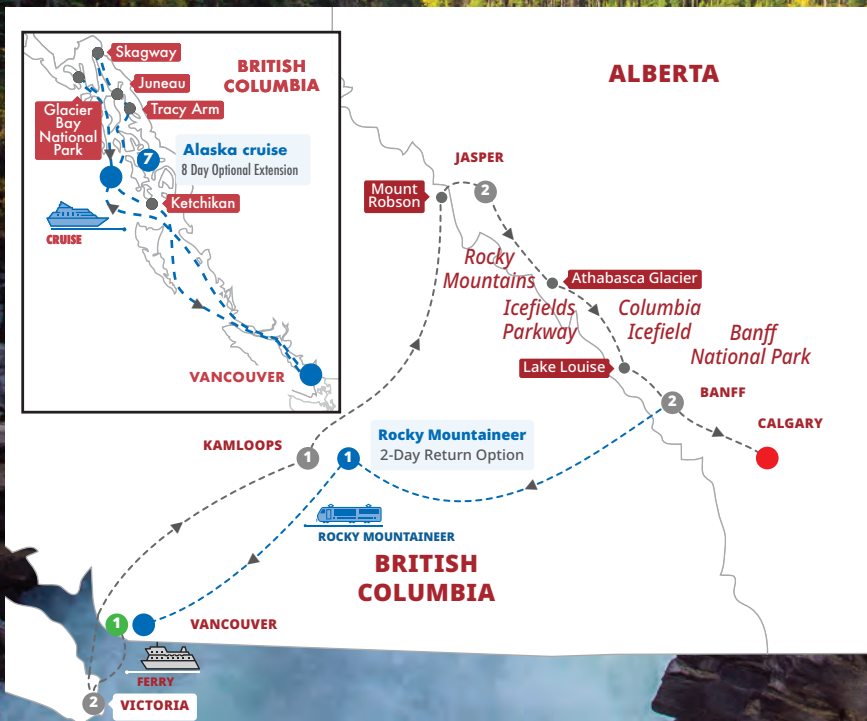 Skagway
BRITISH
COLUMBIA
Juneau
Tracy Arm
Glacier
Bay
National
Park
7
Alaska cruise
8 Day Optional Extension
Ketchikan
CRUISE
VANCOUVER
ALBERTA
JASPER
2
Mount
Robson
Rocky
Mountains
Athabasca Glacier
Icefields
Parkway
Columbia
Icefield
Banff
National Park
Lake Louise
BANFF
2
CALGARY
KAMLOOPS
1
1
Rocky Mountaineer
2-Day Return Option
ROCKY MOUNTAINEER
BRITISH
COLUMBIA
1
VANCOUVER
FERRY
2
VICTORIA